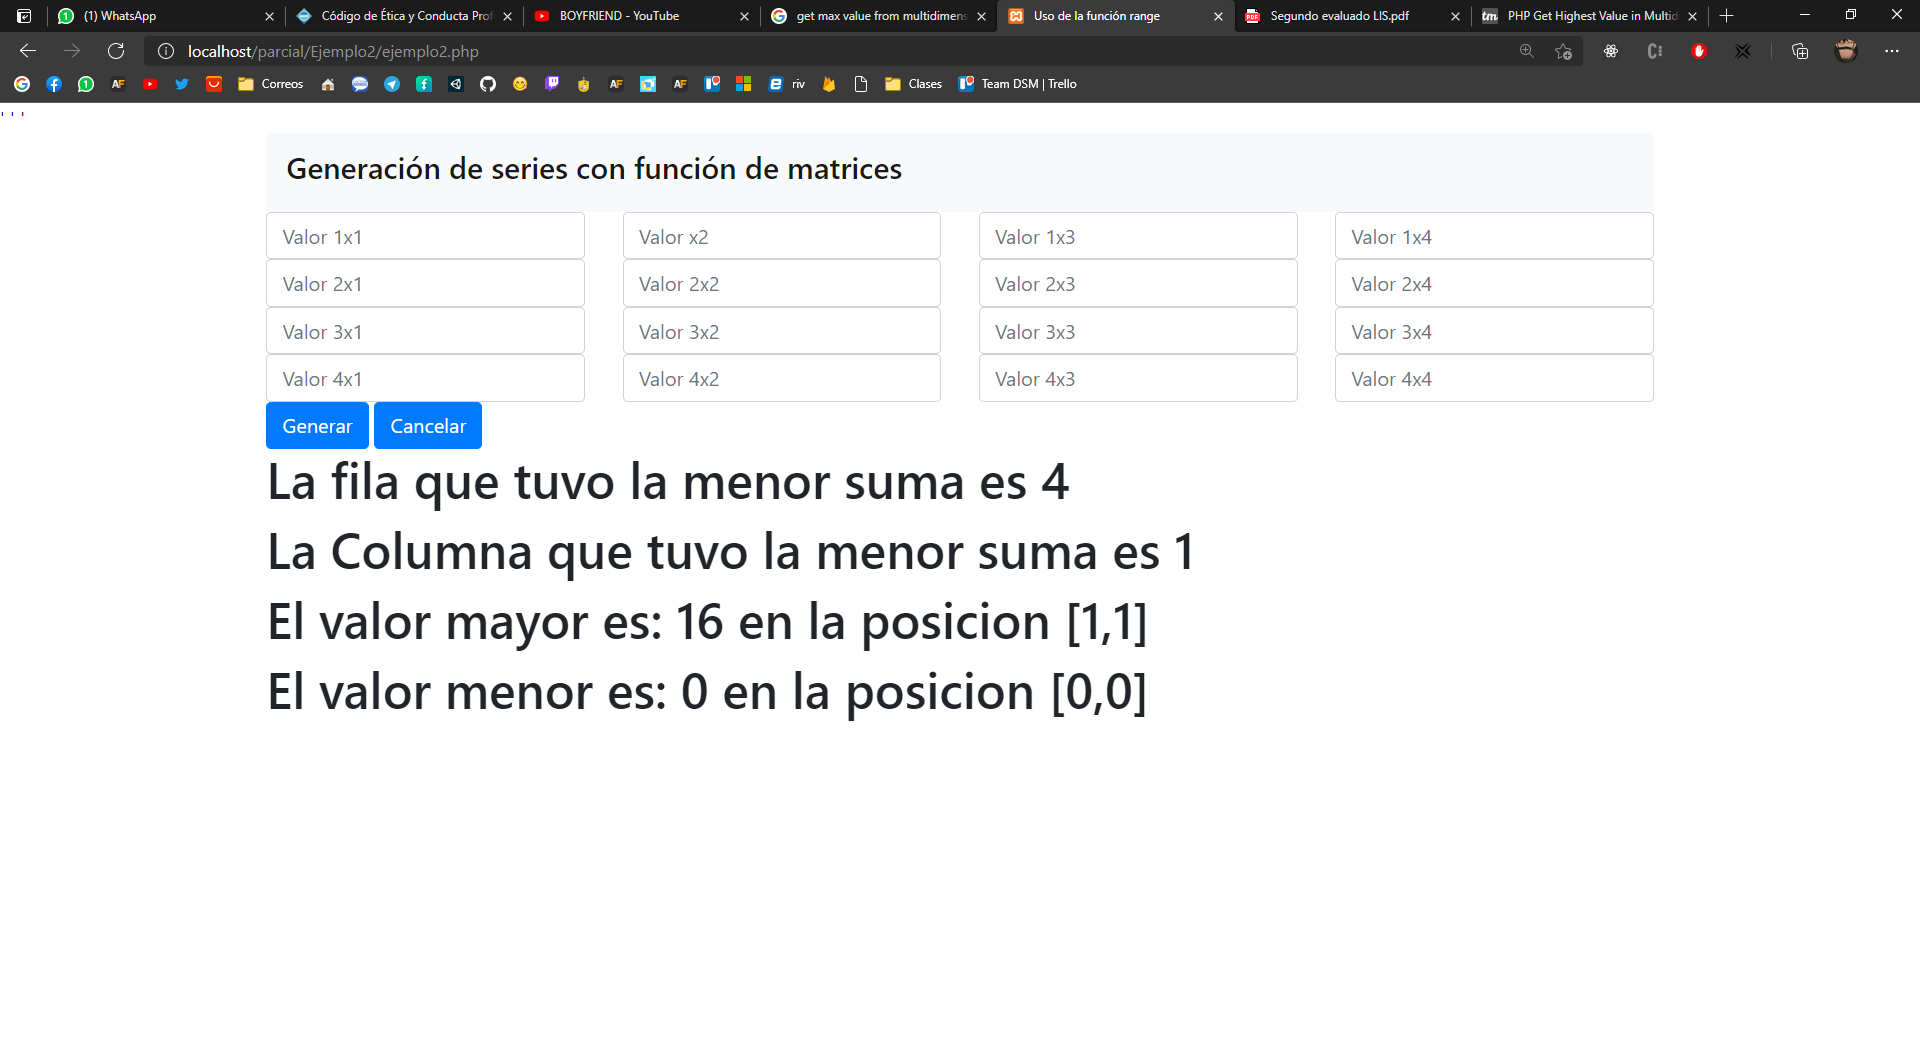 (1) WhatsApp
Código de Ética y Conducta Prof
BOYFRIEND - YouTube
get max value from multidimens
Uso de la función range
Segundo evaluado LIS.pdf
PHP Get Highest Value in Multid
localhost/parcial/Ejemplo2/ejemplo2.php
Correos
riv
Clases
Team DSM | Trello
Generación de series con función de matrices
Valor 1x1 Valor x2 Valor 1x3 Valor 1x4
Valor 2x1 Valor 2x2 Valor 2x3 Valor 2x4
Valor 3x1 Valor 3x2 Valor 3x3 Valor 3x4
Valor 4x1 Valor 4x2 Valor 4x3 Valor 4x4
Generar Cancelar
La fila que tuvo la menor suma es 4
La Columna que tuvo la menor suma es 1
El valor mayor es: 16 en la posicion [1,1]
El valor menor es: 0 en la posicion [0,0]